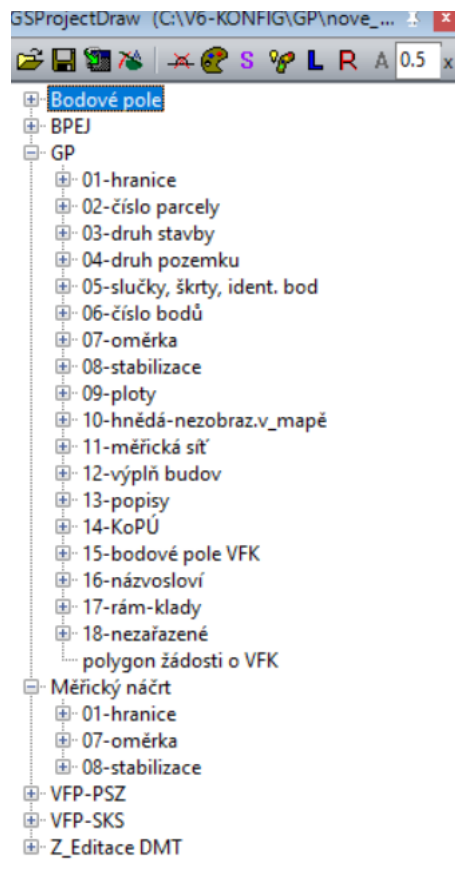 GSProjectDraw (C:\V6-KONFIG\GP\nove_...
S L R A 0.5 x
Bodové pole
BPEJ
GP
01-hranice
02-číslo parcely
03-druh stavby
04-druh pozemku
05-slučky, škrty, ident. bod
06-číslo bodů
07-oměrka
08-stabilizace
09-ploty
10-hnědá-nezobraz.v_mapě
11-měřická síť
12-výplň budov
13-popisy
14-KoPÚ
15-bodové pole VFK
16-názvosloví
17-rám-klady
18-nezařazené
polygon žádosti o VFK
Měřický náčrt
01-hranice
07-oměrka
08-stabilizace
VFP-PSZ
VFP-SKS
Z_Editace DMT